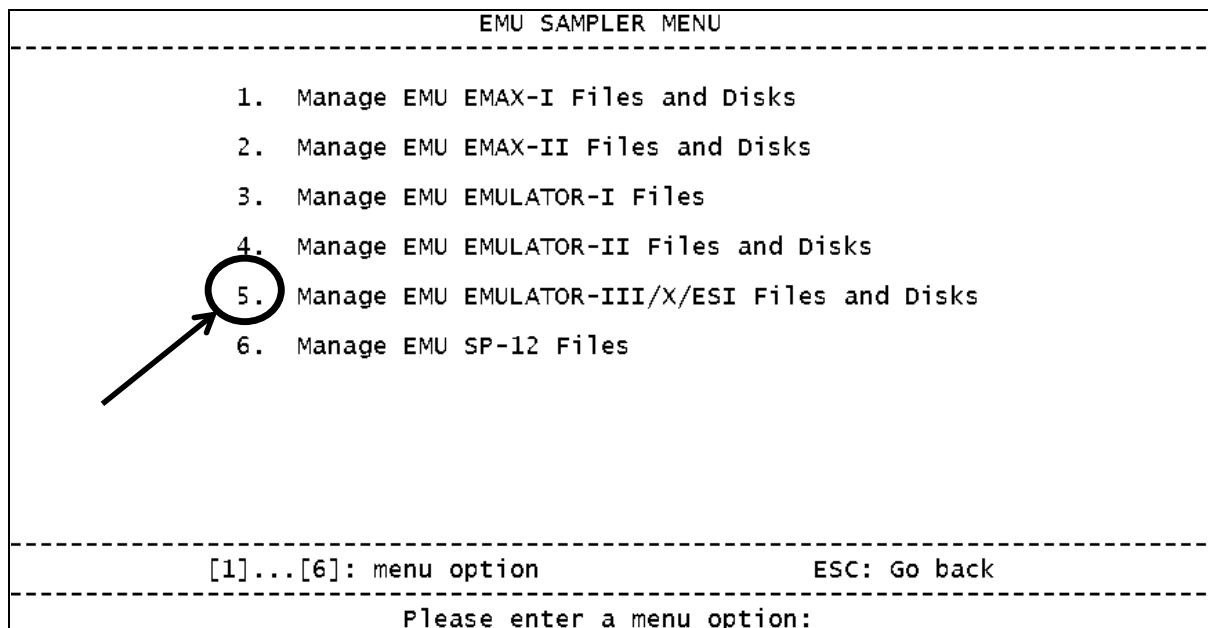 EMU SAMPLER MENU
1. Manage EMU EMAX-I Files and Disks
2. Manage EMU EMAX-II Files and Disks
3. Manage EMU EMULATOR-I Files
4. Manage EMU EMULATOR-II Files and Disks
5. Manage EMU EMULATOR-III/X/ESI Files and Disks
6. Manage EMU SP-12 Files
[1]...[6]: menu option ESC: Go back
Please enter a menu option: